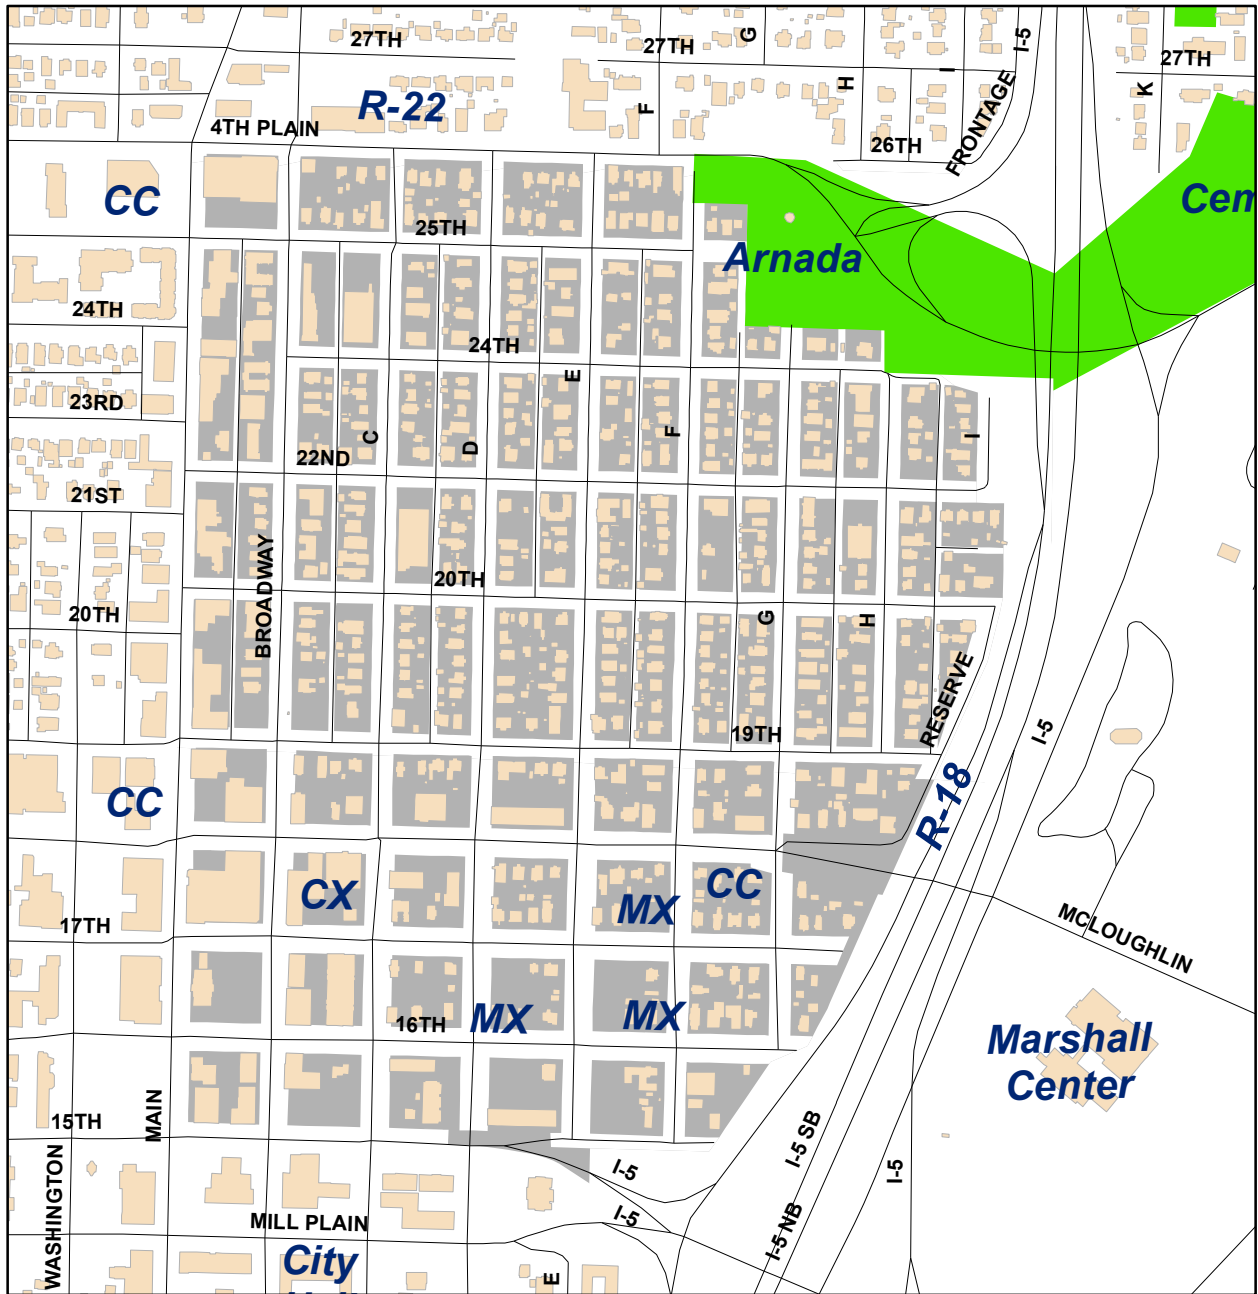 27TH
27TH
G
I-5
27TH
H
I
K
R-22
F
4TH PLAIN
26TH
FRONTAGE
CC
Cem
25TH
Arnada
24TH
24TH
E
23RD
C
D
F
I
22ND
21ST
BROADWAY
20TH
20TH
G
H
RESERVE
19TH
I-5
CC
R-18
CX
MX
CC
17TH
MCLOUGHLIN
16TH
MX
MX
Marshall
Center
15TH
MAIN
I-5 SB
I-5
I-5
WASHINGTON
MILL PLAIN
I-5
I-5 NB
City
E